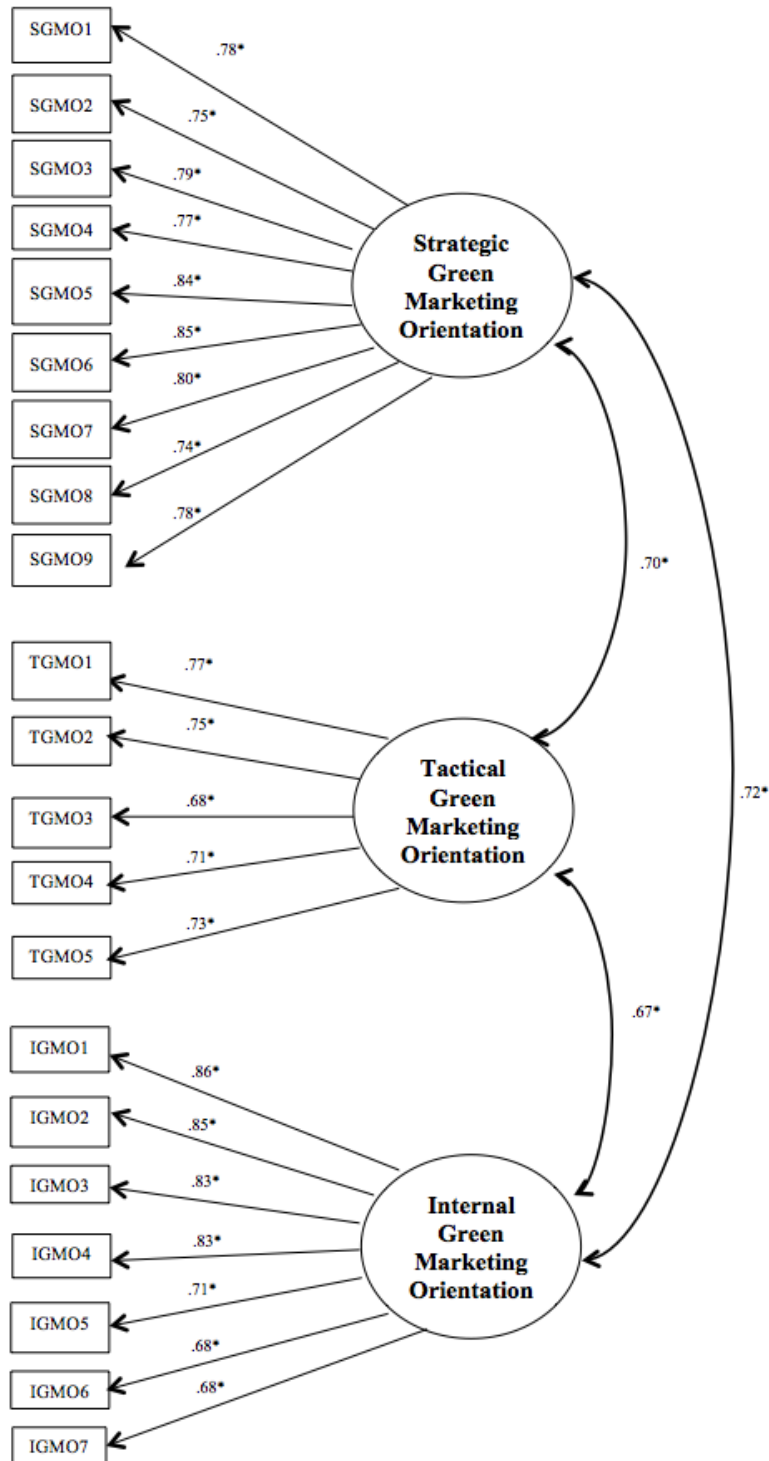 SGMO1
.78*
SGMO2
.75*
SGMO3
.79*
SGMO4
.77*
SGMO5
.84*
SGMO6
.85*
SGMO7
.80*
SGMO8
.74*
SGMO9
.78*
Strategic
Green
Marketing
Orientation
.70*
TGMO1
.77*
TGMO2
.75*
TGMO3
.68*
TGMO4
.71*
TGMO5
.73*
Tactical
Green
Marketing
Orientation
.72*
.67*
IGMO1
.86*
IGMO2
.85*
IGMO3
.83*
IGMO4
.83*
IGMO5
.71*
IGMO6
.68*
IGMO7
.68*
Internal
Green
Marketing
Orientation